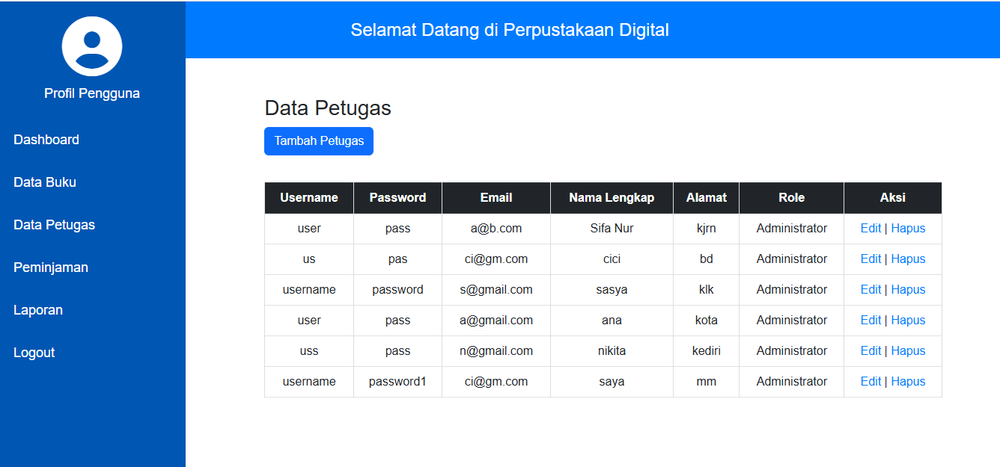 Selamat Datang di Perpustakaan Digital
Profil Pengguna
Dashboard
Data Buku
Data Petugas
Peminjaman
Laporan
Logout
Data Petugas
Tambah Petugas
Username Password Email Nama Lengkap Alamat Role Aksi
user pass a@b.com Sifa Nur kjrn Administrator Edit | Hapus
us pas ci@gm.com cici bd Administrator Edit | Hapus
username password s@gmail.com sasya klk Administrator Edit | Hapus
user pass a@gmail.com ana kota Administrator Edit | Hapus
uss pass n@gmail.com nikita kediri Administrator Edit | Hapus
username password1 ci@gm.com saya mm Administrator Edit | Hapus